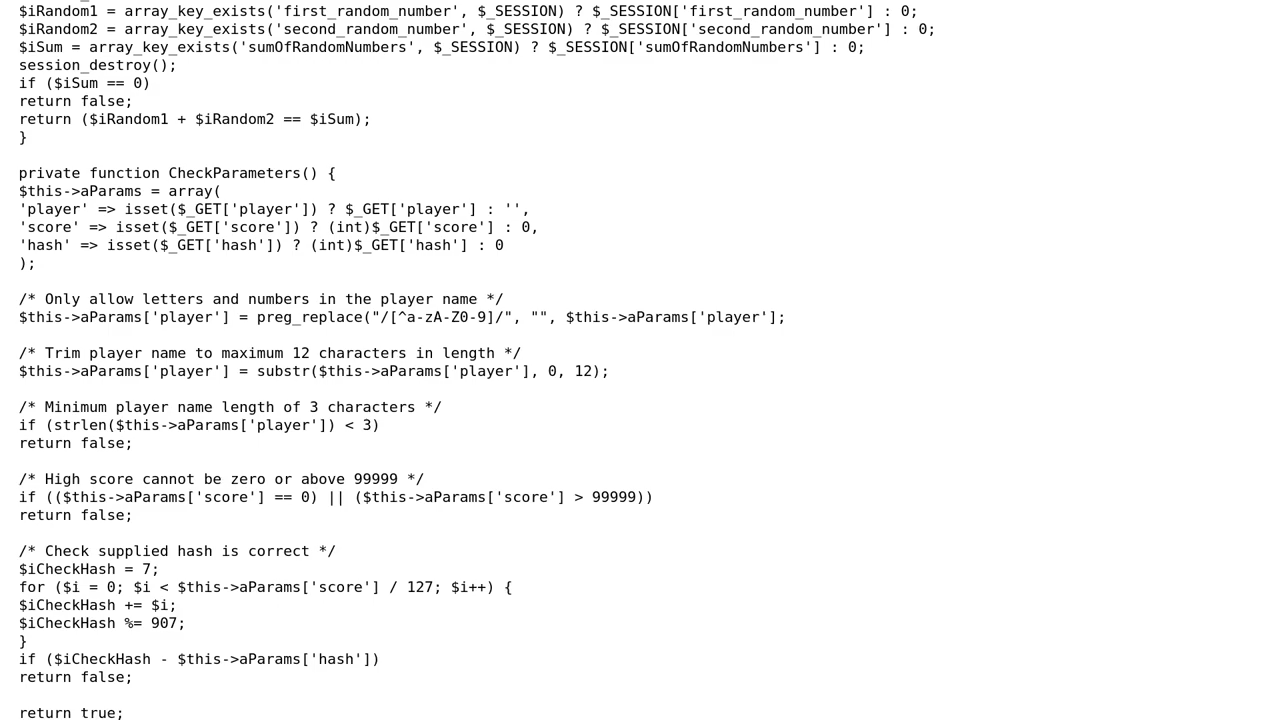 $iRandom1 = array_key_exists('first_random_number', $_SESSION) ? $_SESSION['first_random_number'] : 0;
$iRandom2 = array_key_exists('second_random_number', $_SESSION) ? $_SESSION['second_random_number'] : 0;
$iSum = array_key_exists('sumOfRandomNumbers', $_SESSION) ? $_SESSION['sumOfRandomNumbers'] : 0;
session_destroy();
if ($iSum == 0)
return false;
return ($iRandom1 + $iRandom2 == $iSum);
}
private function CheckParameters() {
$this->aParams = array(
'player' => isset($_GET['player']) ? $_GET['player'] : '',
'score' => isset($_GET['score']) ? (int)$_GET['score'] : 0,
'hash' => isset($_GET['hash']) ? (int)$_GET['hash'] : 0
);
/* Only allow letters and numbers in the player name */
$this->aParams['player'] = preg_replace("/[^a-zA-Z0-9]/", "", $this->aParams['player'];
/* Trim player name to maximum 12 characters in length */
$this->aParams['player'] = substr($this->aParams['player'], 0, 12);
/* Minimum player name length of 3 characters */
if (strlen($this->aParams['player']) < 3)
return false;
/* High score cannot be zero or above 99999 */
if (($this->aParams['score'] == 0) || ($this->aParams['score'] > 99999))
return false;
/* Check supplied hash is correct */
$iCheckHash = 7;
for ($i = 0; $i < $this->aParams['score'] / 127; $i++) {
$iCheckHash += $i;
$iCheckHash %= 907;
}
if ($iCheckHash - $this->aParams['hash'])
return false;
return true;